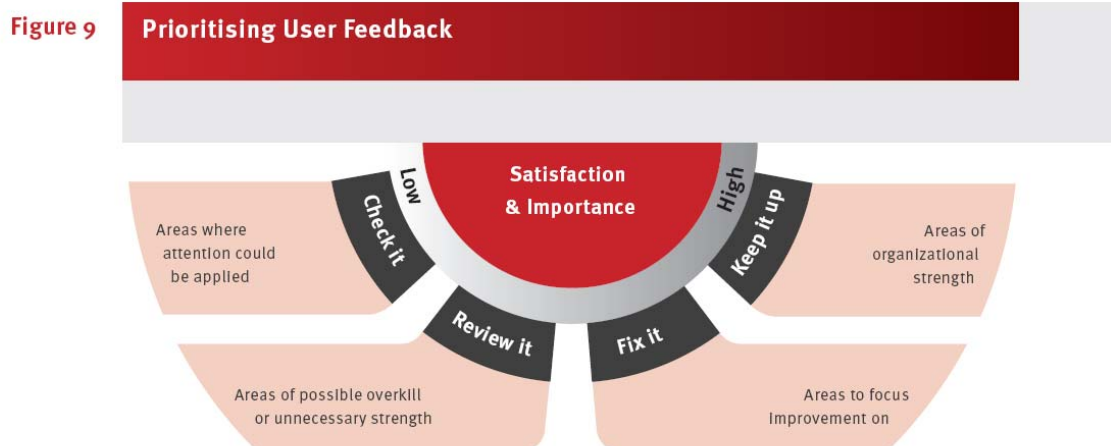 Figure 9
Prioritising User Feedback
Satisfaction
& Importance
Low
High
Check it
Areas where
attention could
be applied
Review it
Areas of possible overkill
or unnecessary strength
Fix it
Areas to focus
Improvement on
Keep it up
Areas of
organizational
strength